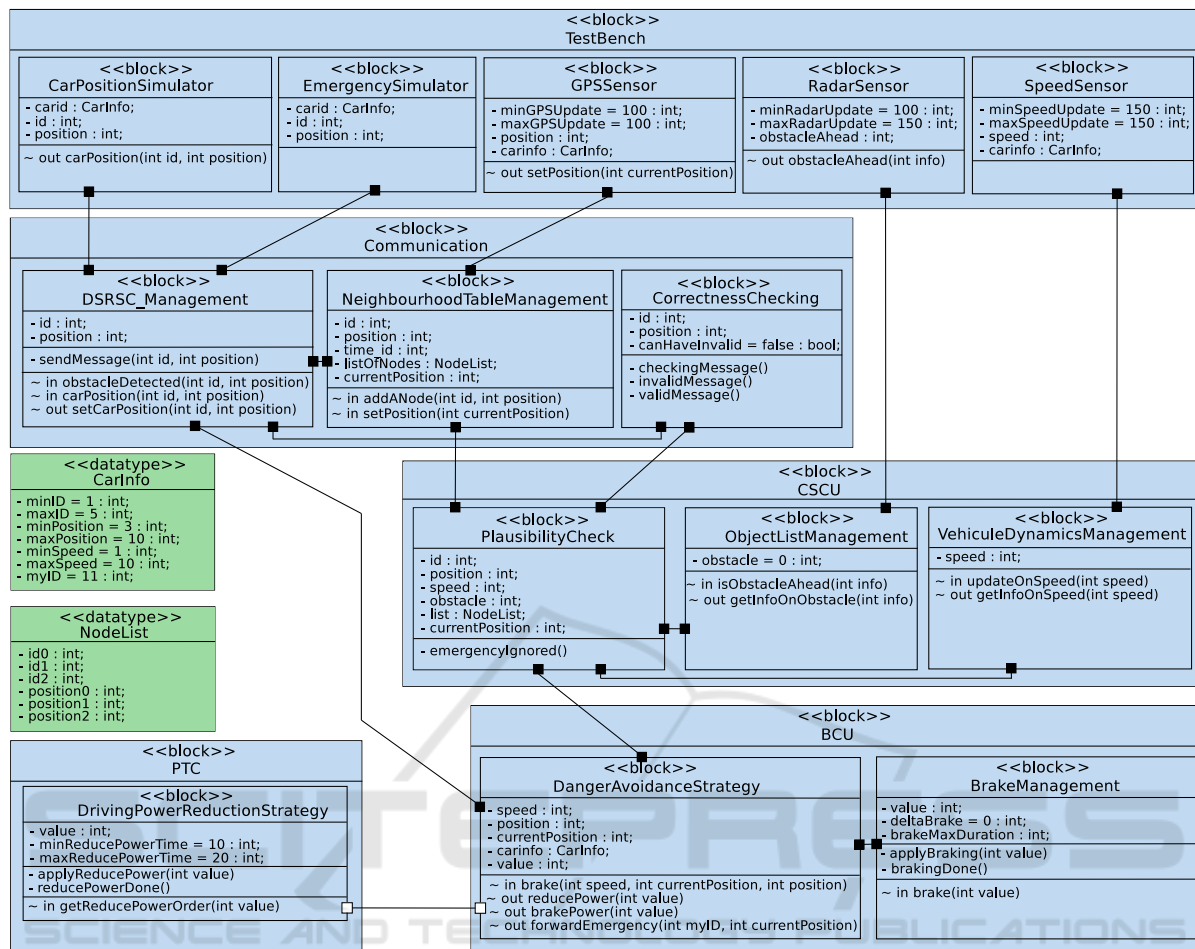 <<block>>
TestBench
<<block>>
CarPositionSimulator
- carid : CarInfo;
- id : int;
- position : int;
~ out carPosition(int id, int position)
<<block>>
EmergencySimulator
- carid : CarInfo;
- id : int;
- position : int;
<<block>>
GPSSensor
- minGPSUpdate = 100 : int;
- maxGPSUpdate = 100 : int;
- position : int;
- carinfo : CarInfo;
~ out setPosition(int currentPosition)
<<block>>
RadarSensor
- minRadarUpdate = 100 : int;
- maxRadarUpdate = 150 : int;
- obstacleAhead : int;
~ out obstacleAhead(int info)
<<block>>
SpeedSensor
- minSpeedUpdate = 150 : int;
- maxSpeedUpdate = 150 : int;
- speed : int;
- carinfo : CarInfo;
<<block>>
Communication
<<block>>
DSRSC_Management
- id : int;
- position : int;
- sendMessage(int id, int position)
~ in obstacleDetected(int id, int position)
~ in carPosition(int id, int position)
~ out setCarPosition(int id, int position)
<<block>>
NeighbourhoodTableManagement
- id : int;
- position : int;
- time_id : int;
- listOfNodes : NodeList;
- currentPosition : int;
~ in addANode(int id, int position)
~ in setPosition(int currentPosition)
<<block>>
CorrectnessChecking
- id : int;
- position : int;
- canHaveInvalid = false : bool;
- checkingMessage()
- invalidMessage()
- validMessage()
<<datatype>>
CarInfo
- minID = 1 : int;
- maxID = 5 : int;
- minPosition = 3 : int;
- maxPosition = 10 : int;
- minSpeed = 1 : int;
- maxSpeed = 10 : int;
- myID = 11 : int;
<<datatype>>
NodeList
- id0 : int;
- id1 : int;
- id2 : int;
- position0 : int;
- position1 : int;
- position2 : int;
<<block>>
CSCU
<<block>>
PlausibilityCheck
- id : int;
- position : int;
- speed : int;
- obstacle : int;
- list : NodeList;
- currentPosition : int;
- emergencyIgnored()
<<block>>
ObjectListManagement
- obstacle = 0 : int;
~ in isObstacleAhead(int info)
~ out getInfoOnObstacle(int info)
<<block>>
VehiculeDynamicsManagement
- speed : int;
~ in updateOnSpeed(int speed)
~ out getInfoOnSpeed(int speed)
<<block>>
PTC
<<block>>
DrivingPowerReductionStrategy
- value : int;
- minReducePowerTime = 10 : int;
- maxReducePowerTime = 20 : int;
- applyReducePower(int value)
- reducePowerDone()
~ in getReducePowerOrder(int value)
<<block>>
BCU
<<block>>
DangerAvoidanceStrategy
- speed : int;
- position : int;
- currentPosition : int;
- carinfo : CarInfo;
- value : int;
~ in brake(int speed, int currentPosition, int position)
~ out reducePower(int value)
~ out brakePower(int value)
~ out forwardEmergency(int myID, int currentPosition)
<<block>>
BrakeManagement
- value : int;
- deltaBrake = 0 : int;
- brakeMaxDuration : int;
- applyBraking(int value)
- brakingDone()
~ in brake(int value)
SCITEPRESS
SCIENCE AND TECHNOLOGY PUBLICATIONS